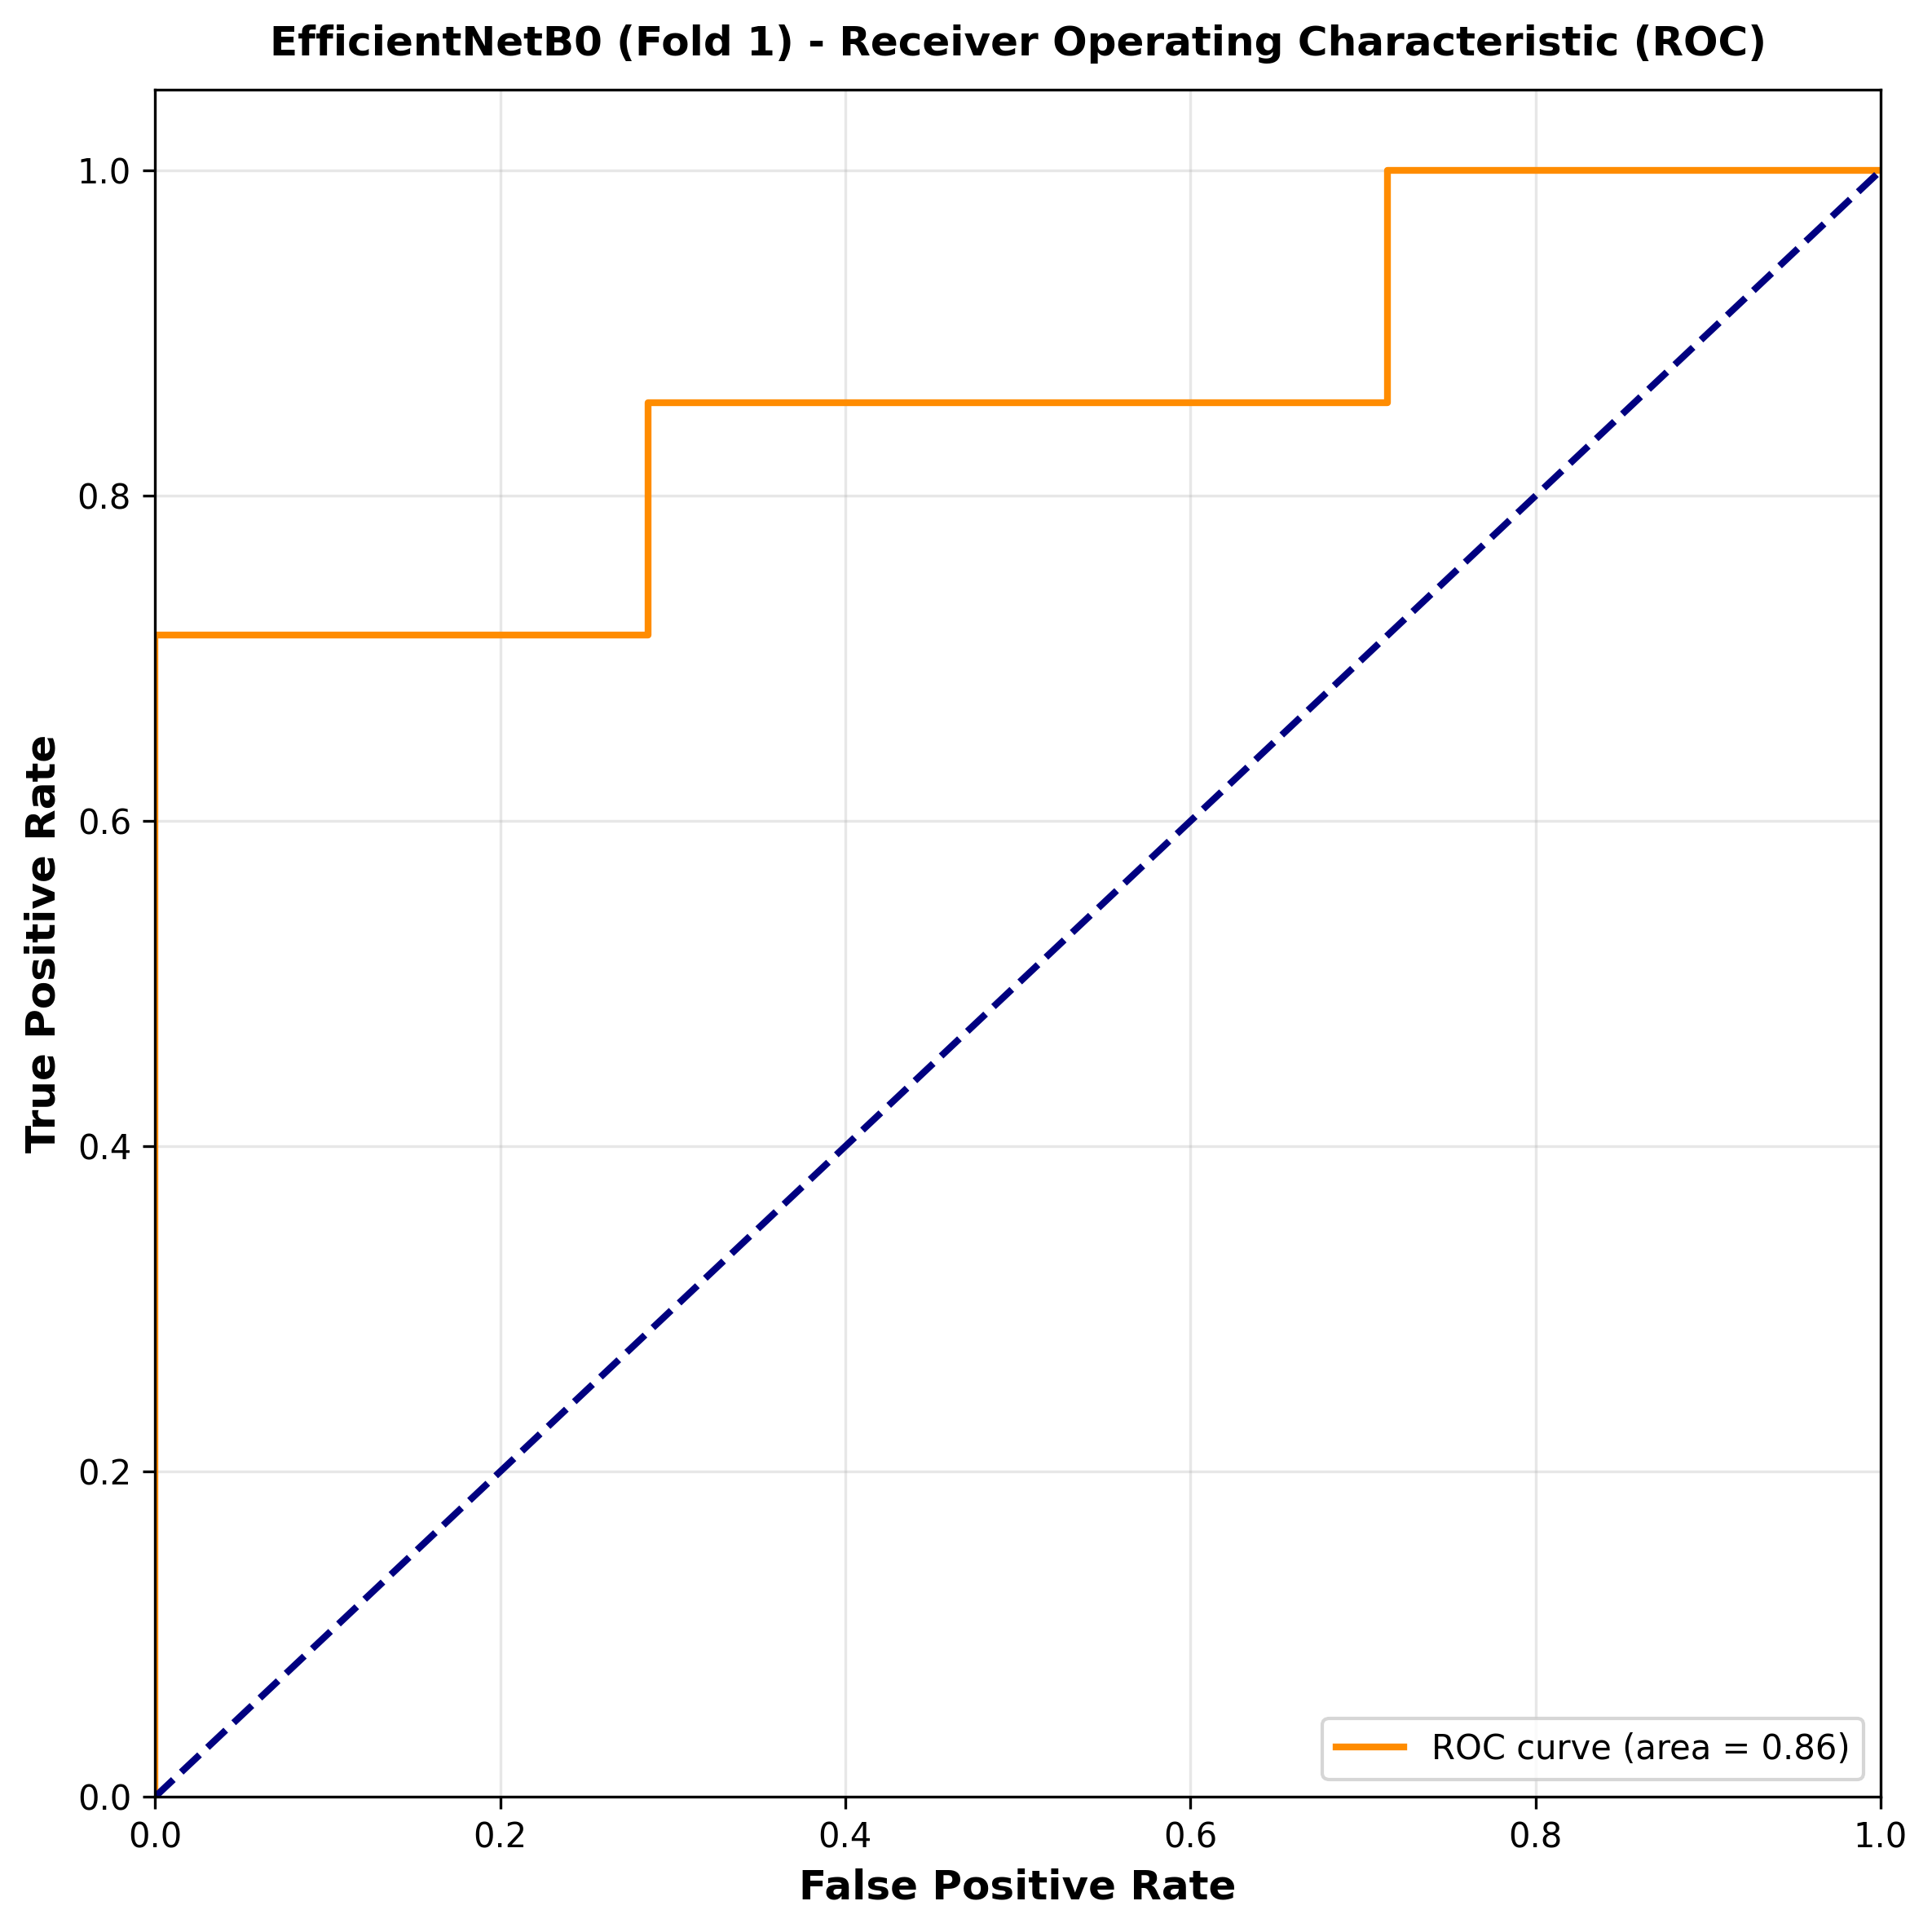 EfficientNetB0 (Fold 1) - Receiver Operating Characteristic (ROC)
True Positive Rate
1.0
0.8
0.6
0.4
0.2
0.0
0.0 0.2 0.4 0.6 0.8 1.0
False Positive Rate
ROC curve (area = 0.86)